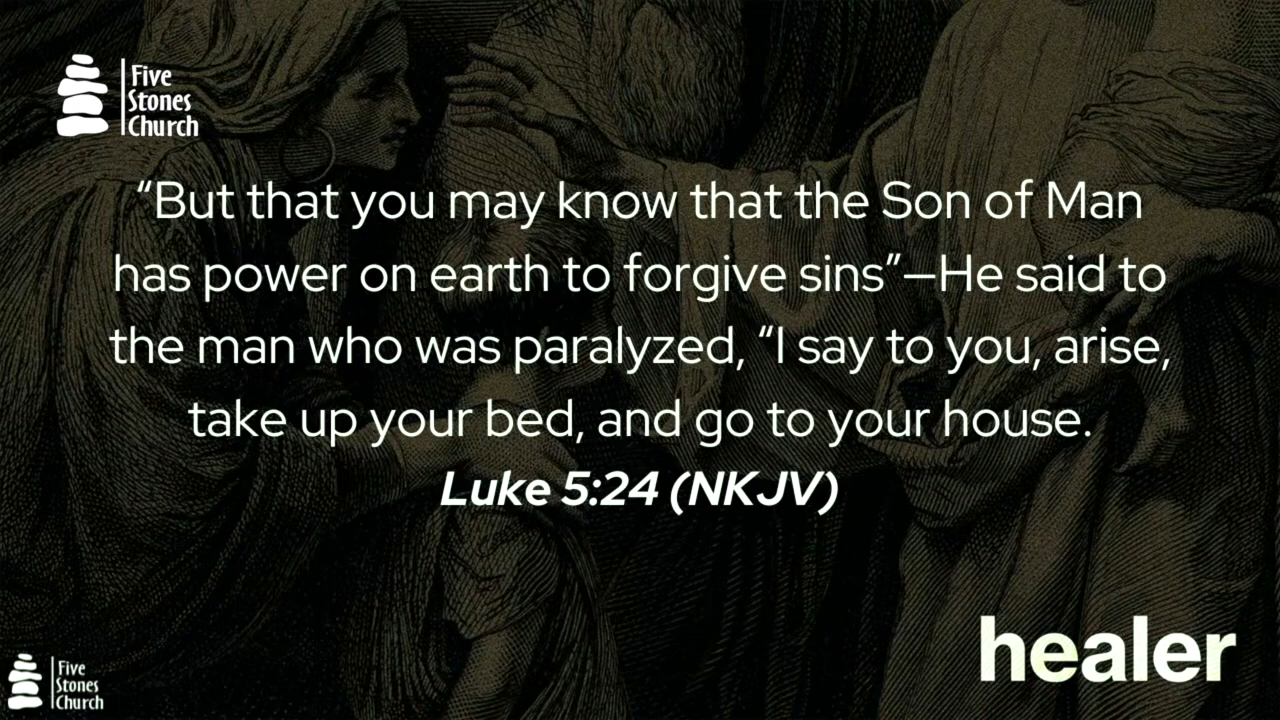 Five
Stones
Church
“But that you may know that the Son of Man
has power on earth to forgive sins”—He said to
the man who was paralyzed, “I say to you, arise,
take up your bed, and go to your house.
Luke 5:24 (NKJV)
healer
Five
Stones
Church